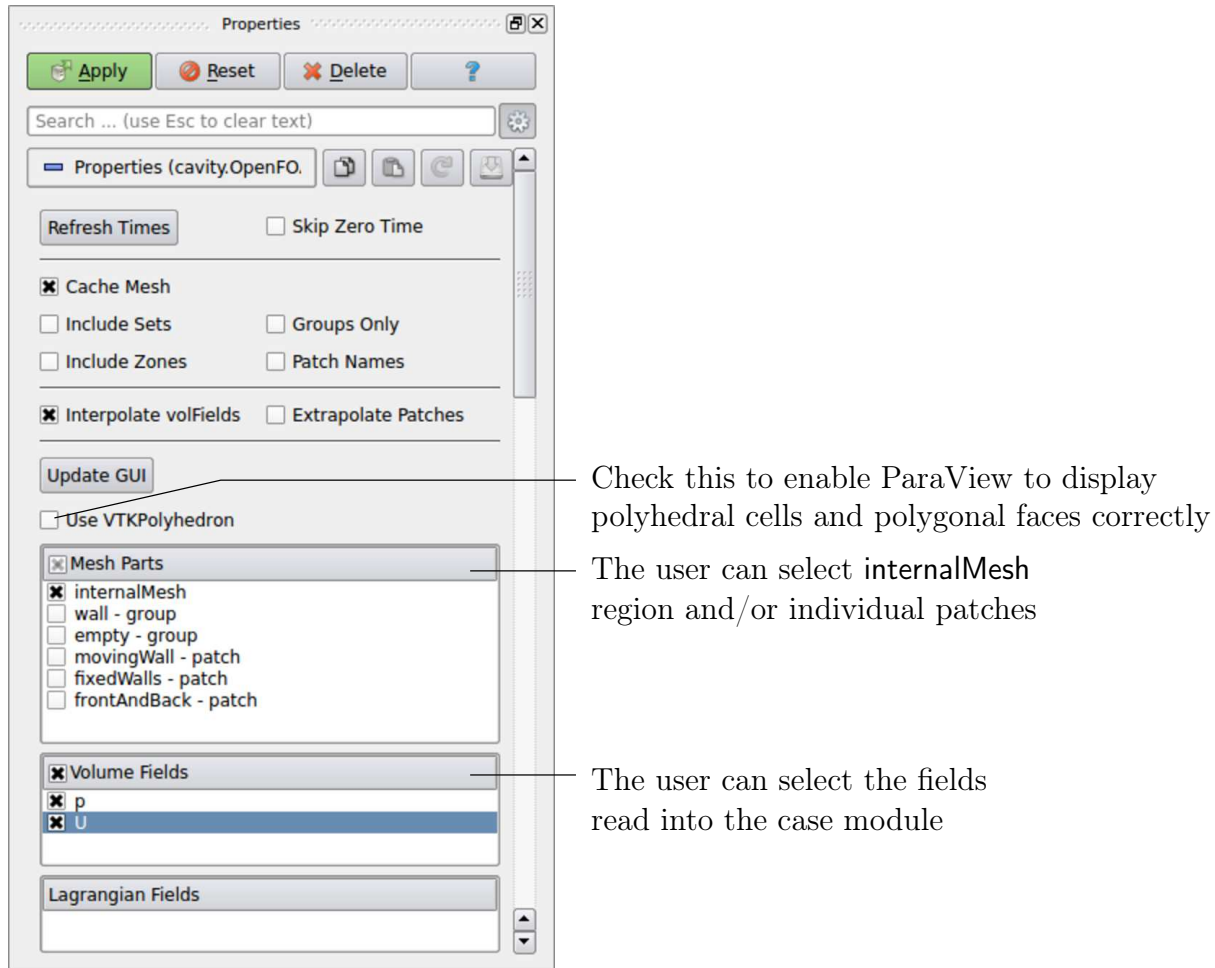 Properties
Apply Reset Delete ?
Search ... (use Esc to clear text)
Properties (cavity.OpenFO.
Refresh Times Skip Zero Time
Cache Mesh
Include Sets Groups Only
Include Zones Patch Names
Interpolate volFields Extrapolate Patches
Update GUI
Use VTKPolyhedron
Check this to enable ParaView to display
polyhedral cells and polygonal faces correctly
Mesh Parts
internalMesh
wall - group
empty - group
movingWall - patch
fixedWalls - patch
frontAndBack - patch
The user can select internalMesh
region and/or individual patches
Volume Fields
p
U
The user can select the fields
read into the case module
Lagrangian Fields